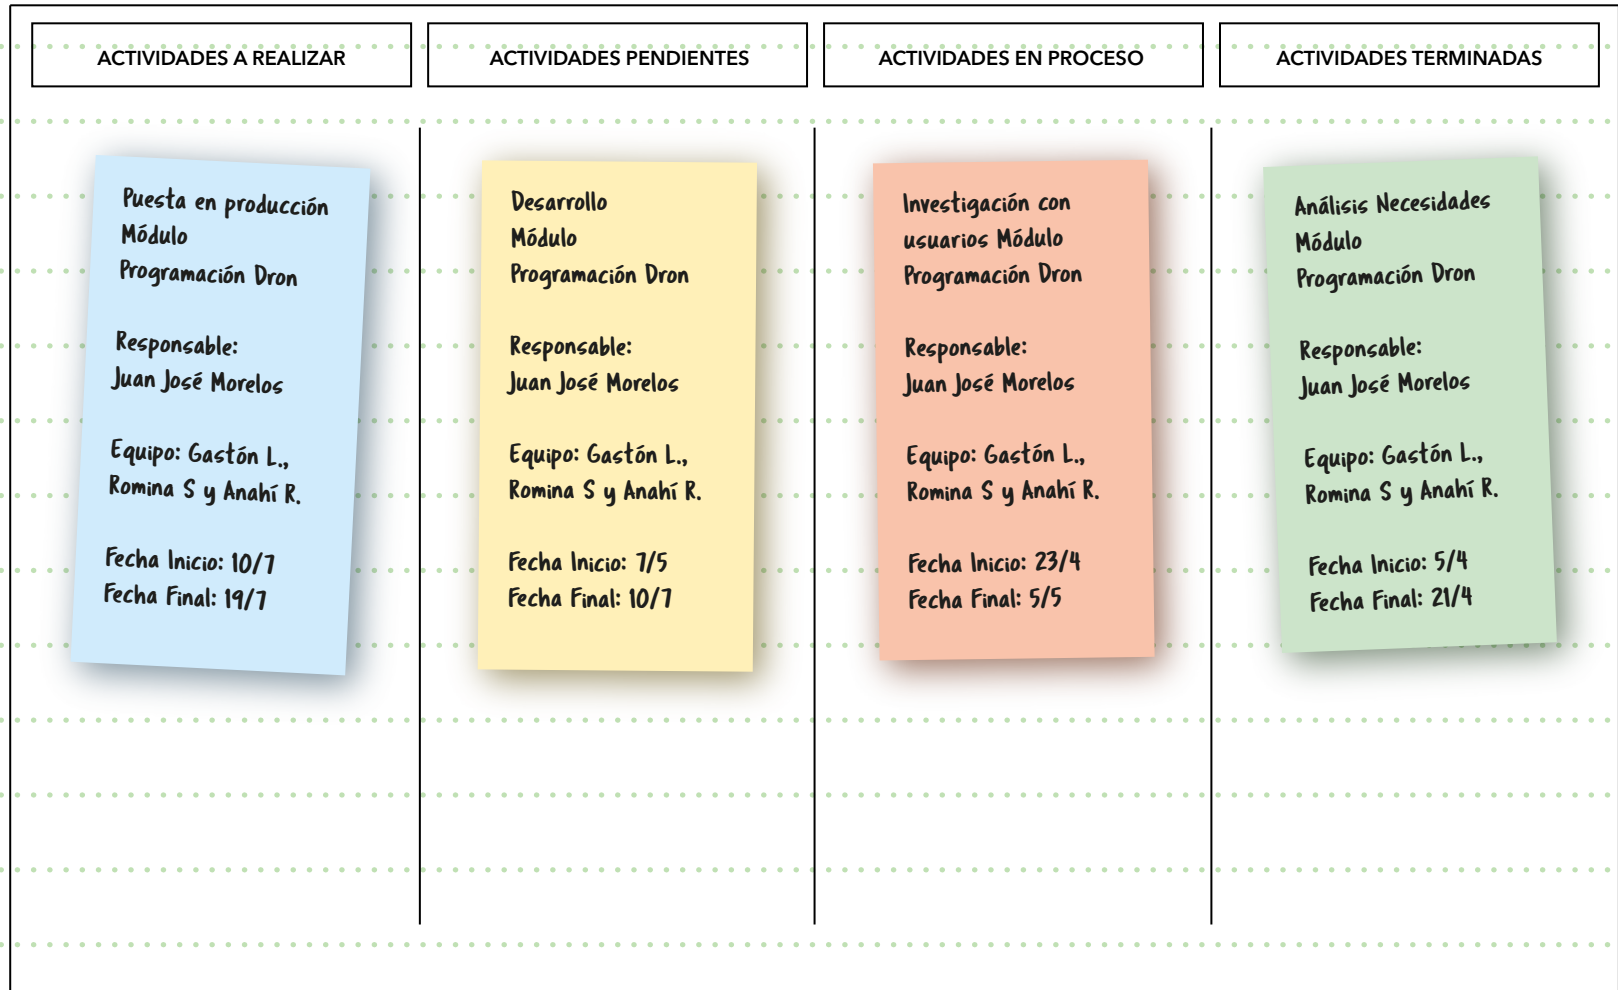 ACTIVIDADES A REALIZAR
ACTIVIDADES PENDIENTES
ACTIVIDADES EN PROCESO
ACTIVIDADES TERMINADAS
Puesta en producción
Módulo
Programación Dron
Responsable:
Juan José Morelos
Equipo: Gastón L.,
Romina S y Anahí R.
Fecha Inicio: 10/7
Fecha Final: 19/7
Desarrollo
Módulo
Programación Dron
Responsable:
Juan José Morelos
Equipo: Gastón L.,
Romina S y Anahí R.
Fecha Inicio: 7/5
Fecha Final: 10/7
Investigación con
usuarios Módulo
Programación Dron
Responsable:
Juan José Morelos
Equipo: Gastón L.,
Romina S y Anahí R.
Fecha Inicio: 23/4
Fecha Final: 5/5
Análisis Necesidades
Módulo
Programación Dron
Responsable:
Juan José Morelos
Equipo: Gastón L.,
Romina S y Anahí R.
Fecha Inicio: 5/4
Fecha Final: 21/4